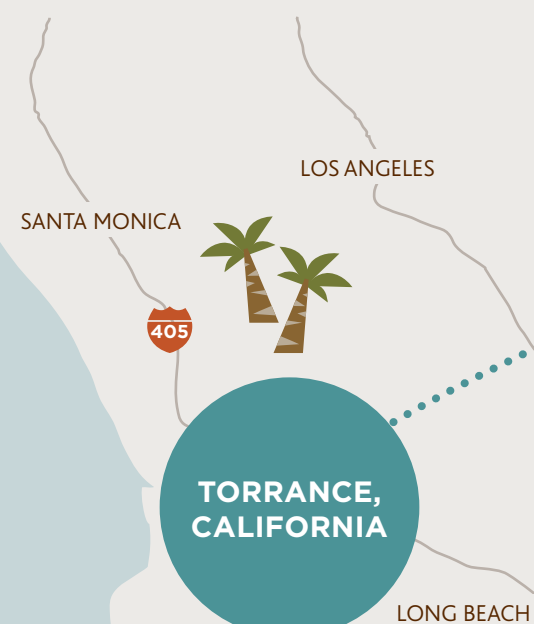 LOS ANGELES
SANTA MONICA
405
TORRANCE,
CALIFORNIA
LONG BEACH